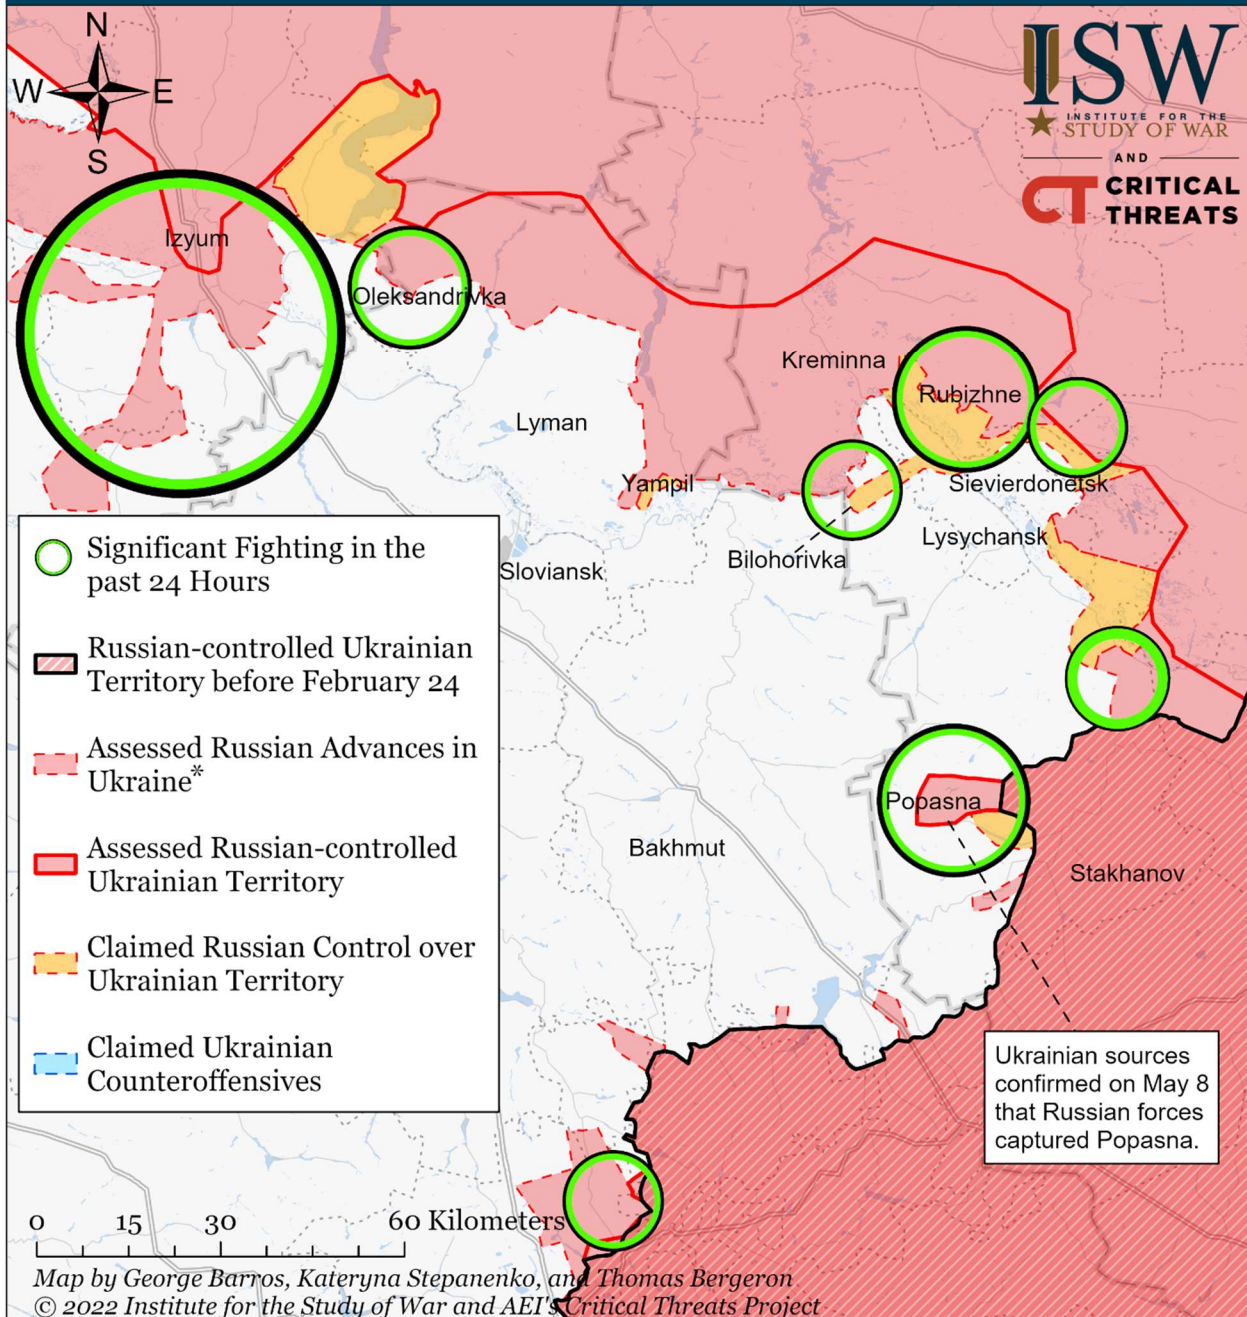 N
W E
S
ISW
INSTITUTE FOR THE
STUDY OF WAR
AND
CT CRITICAL
THREATS
Izyum
Oleksandrivka
Kreminna
Rubizhne
Lyman
Yampil
Sievierdonetsk
Lysychansk
Bilohorivka
Sloviansk
Popasna
Bakhmut
Stakhanov
Significant Fighting in the
past 24 Hours
Russian-controlled Ukrainian
Territory before February 24
Assessed Russian Advances in
Ukraine*
Assessed Russian-controlled
Ukrainian Territory
Claimed Russian Control over
Ukrainian Territory
Claimed Ukrainian
Counteroffensives
Ukrainian sources
confirmed on May 8
that Russian forces
captured Popasna.
0 15 30 60 Kilometers
Map by George Barros, Kateryna Stepanenko, and Thomas Bergeron
© 2022 Institute for the Study of War and AEI's Critical Threats Project